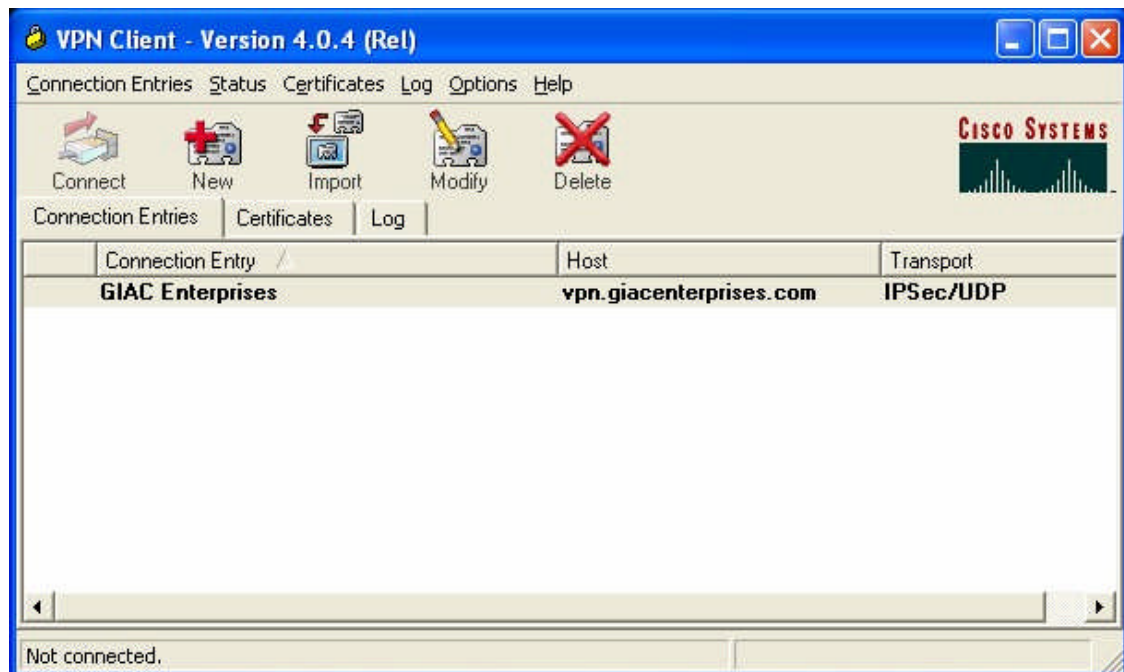 VPN Client - Version 4.0.4 (Rel)
Connection Entries Status Certificates Log Options Help
Connect New Import Modify Delete
CISCO SYSTEMS
Connection Entries Certificates Log
Connection Entry Host Transport
GIAC Enterprises vpn.giacenterprises.com IPSec/UDP
Not connected.